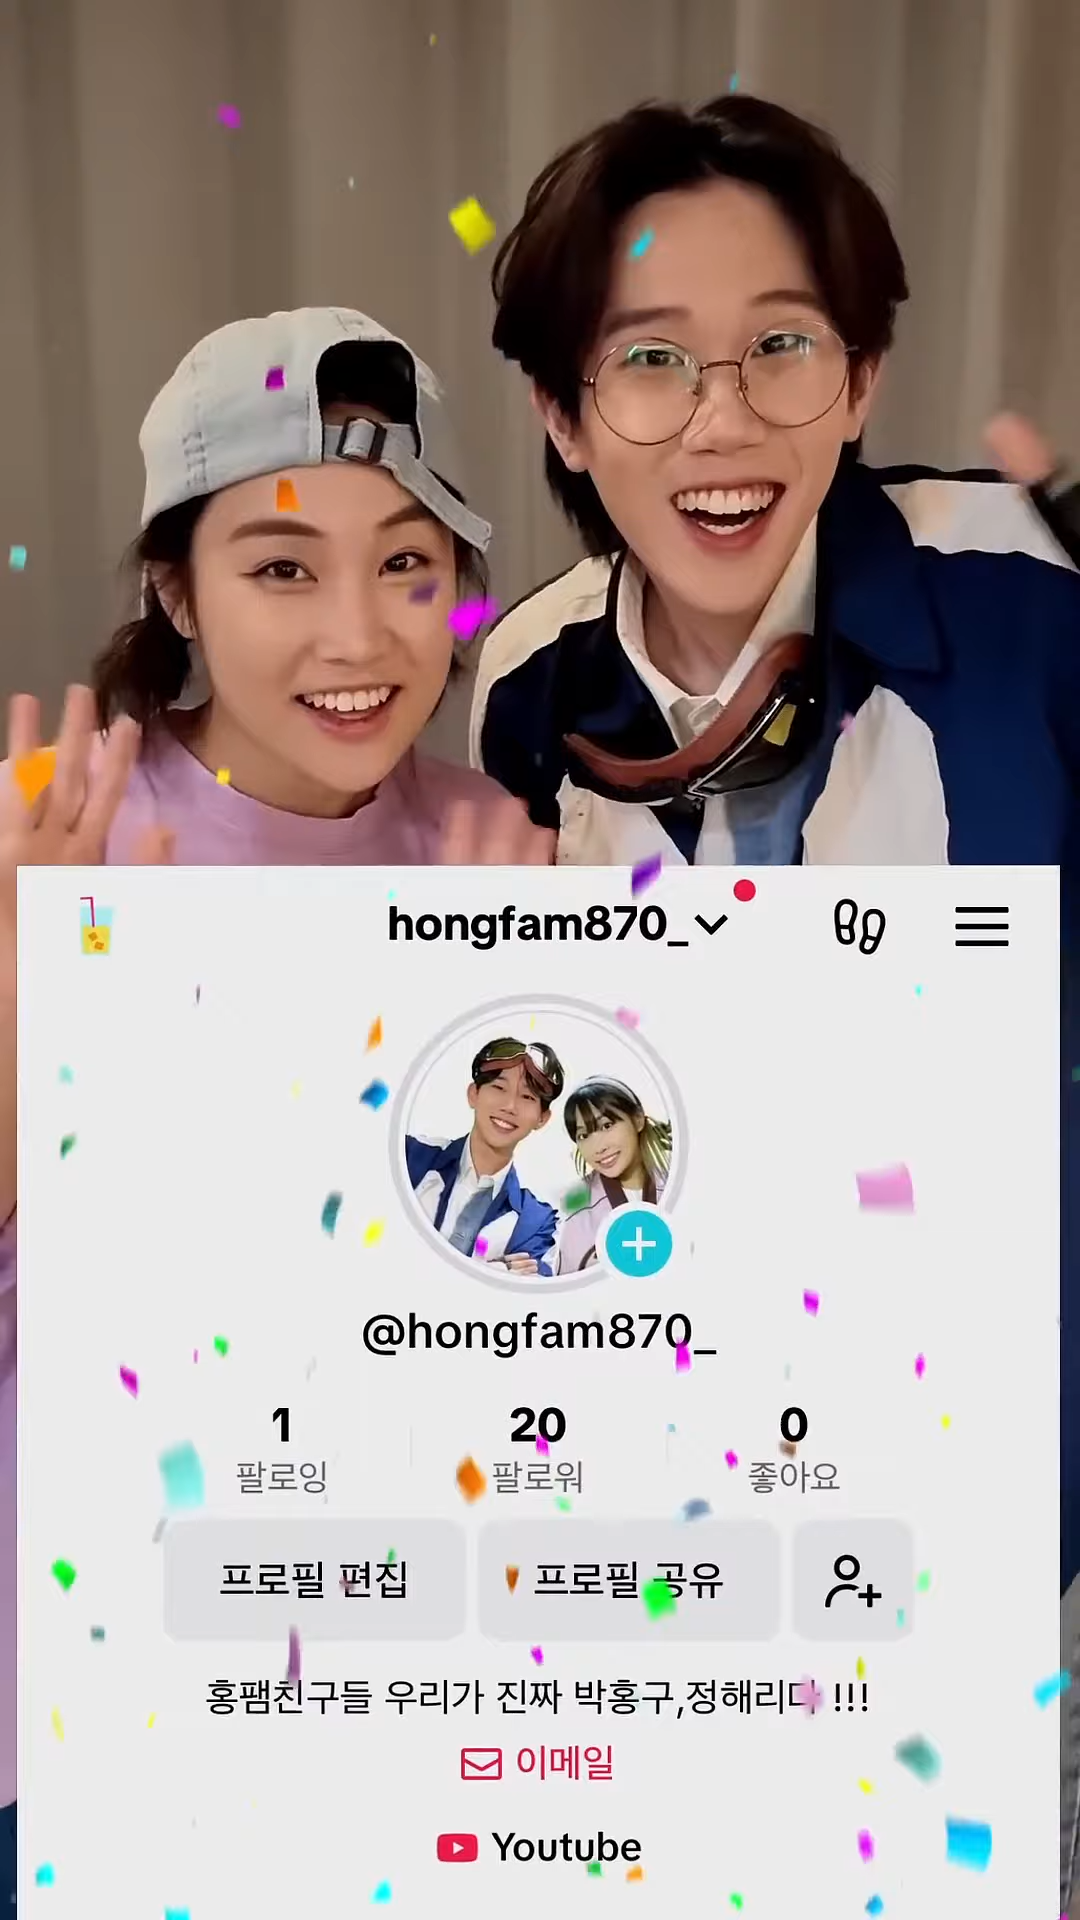 hongfam870_
@hongfam870_
1
팔로잉
20
팔로워
0
좋아요
프로필 편집
프로필 공유
홍팸친구들 우리가 진짜 박홍구,정해리다 !!!
이메일
Youtube